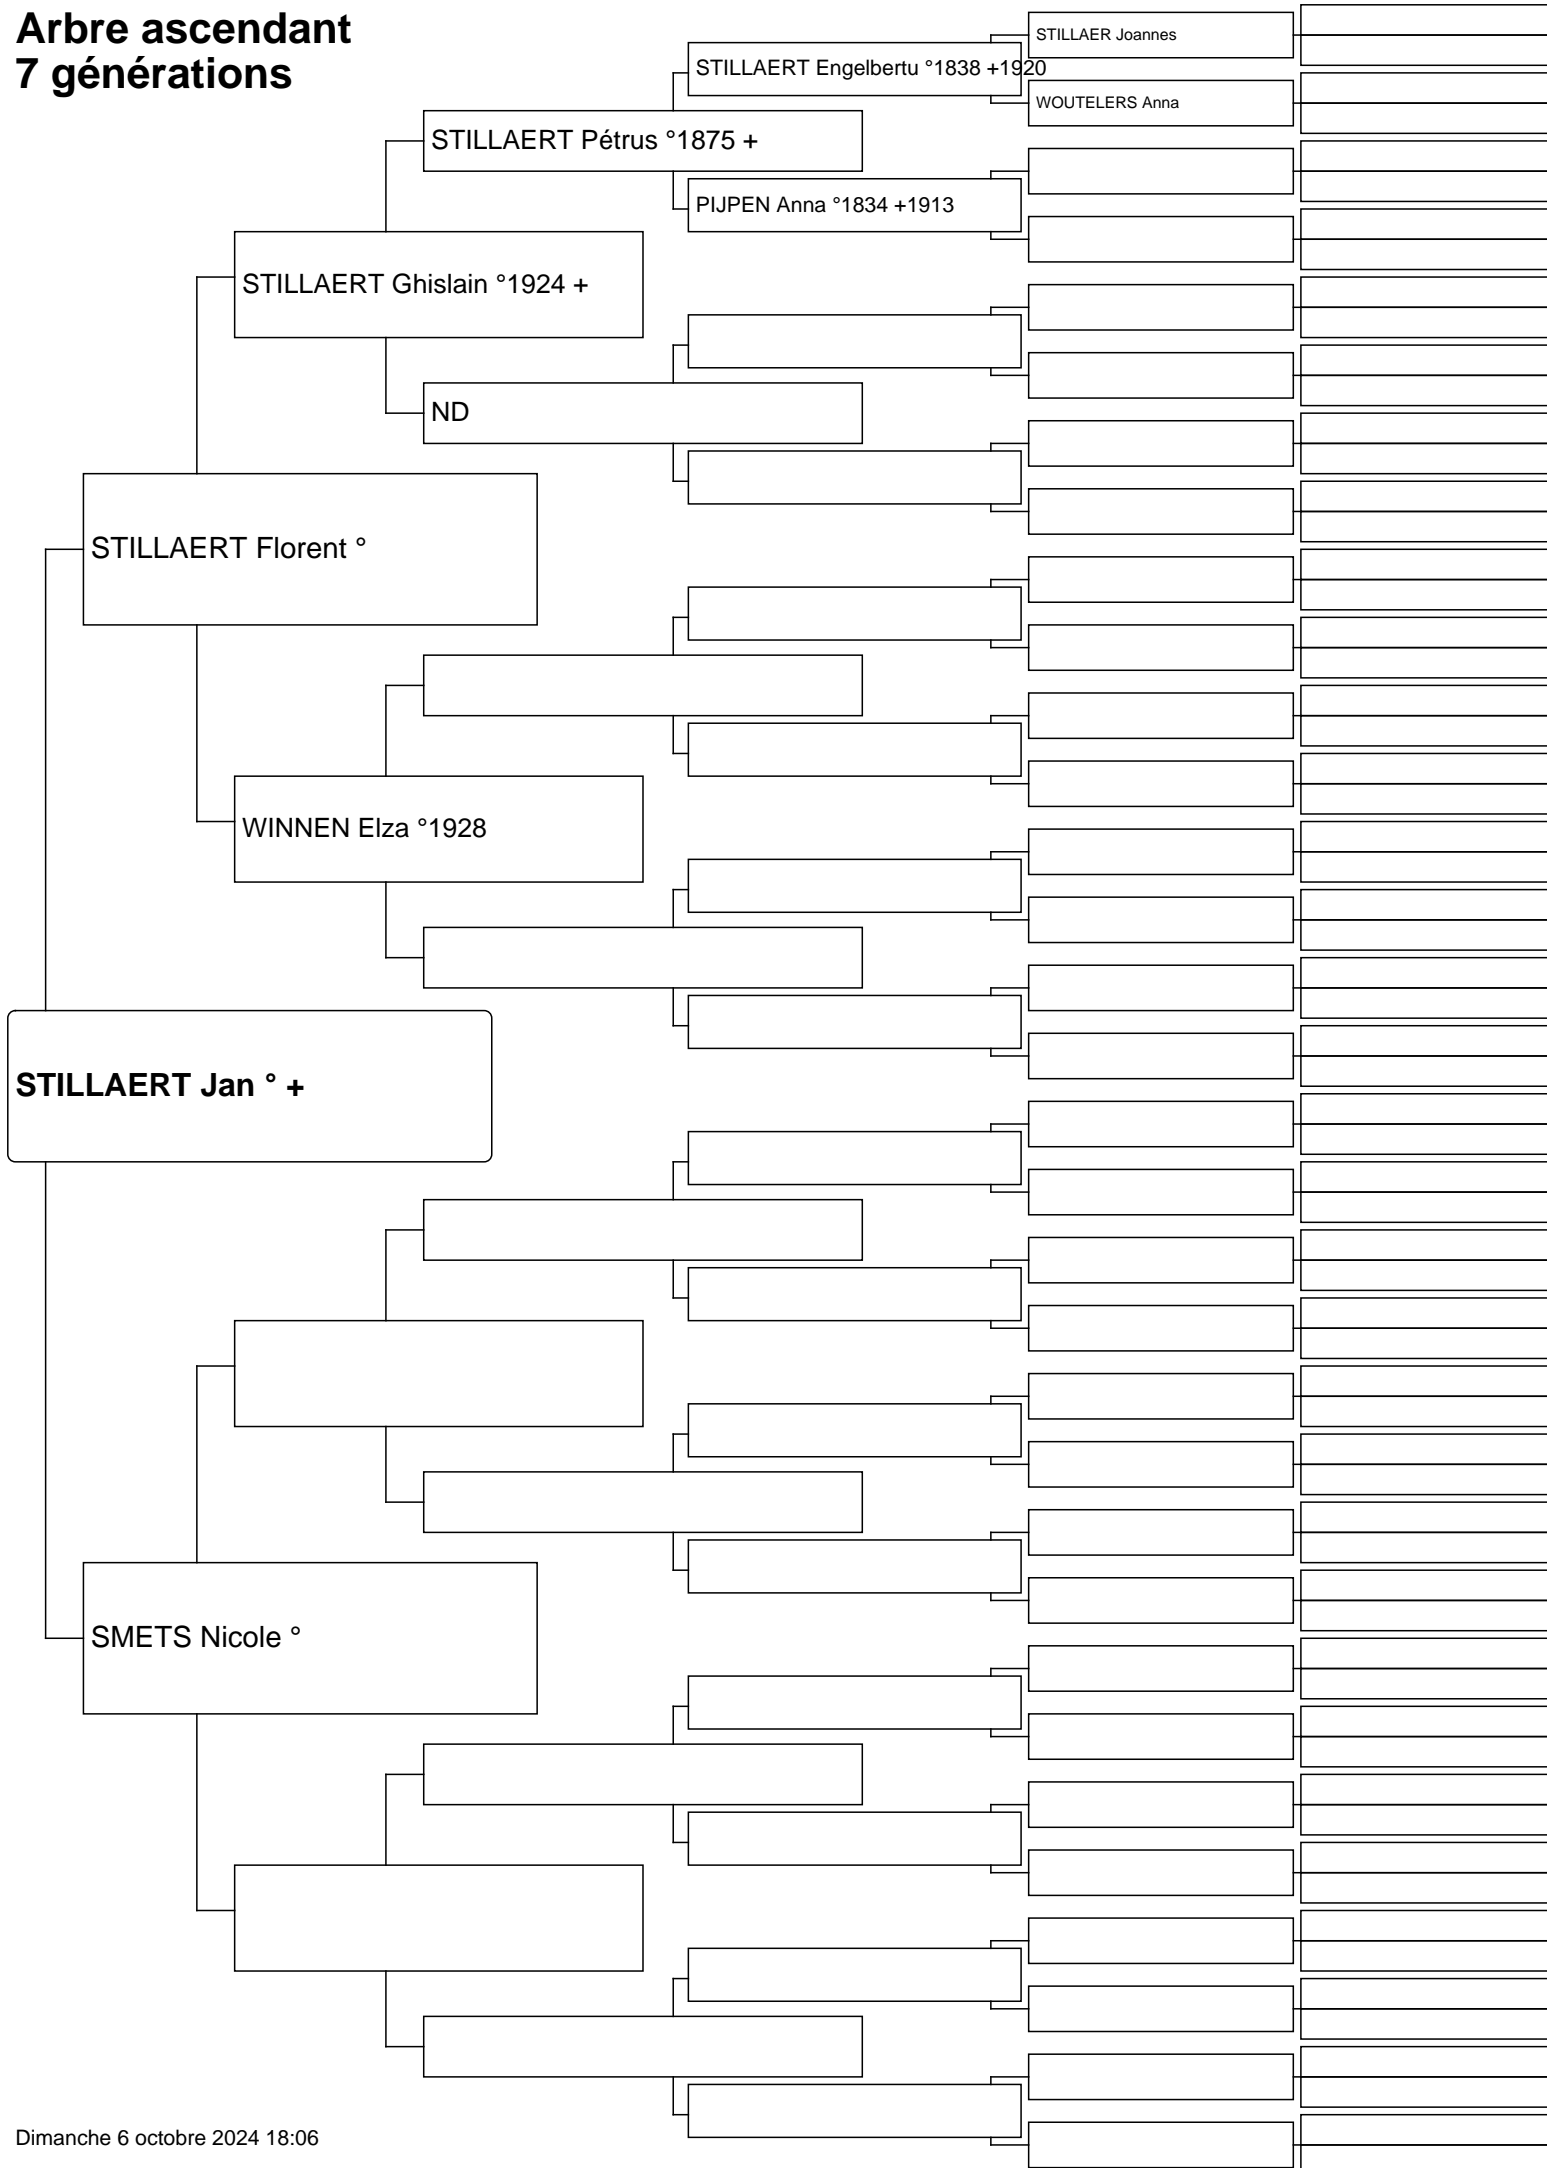 Arbre ascendant
7 générations
STILLAER Joannes
STILLAERT Engelbertu °1838 +1920
WOUTELERS Anna
STILLAERT Pétrus °1875 +
PIJPEN Anna °1834 +1913
STILLAERT Ghislain °1924 +
ND
STILLAERT Florent °
WINNEN Elza °1928
STILLAERT Jan ° +
SMETS Nicole °
Dimanche 6 octobre 2024 18:06